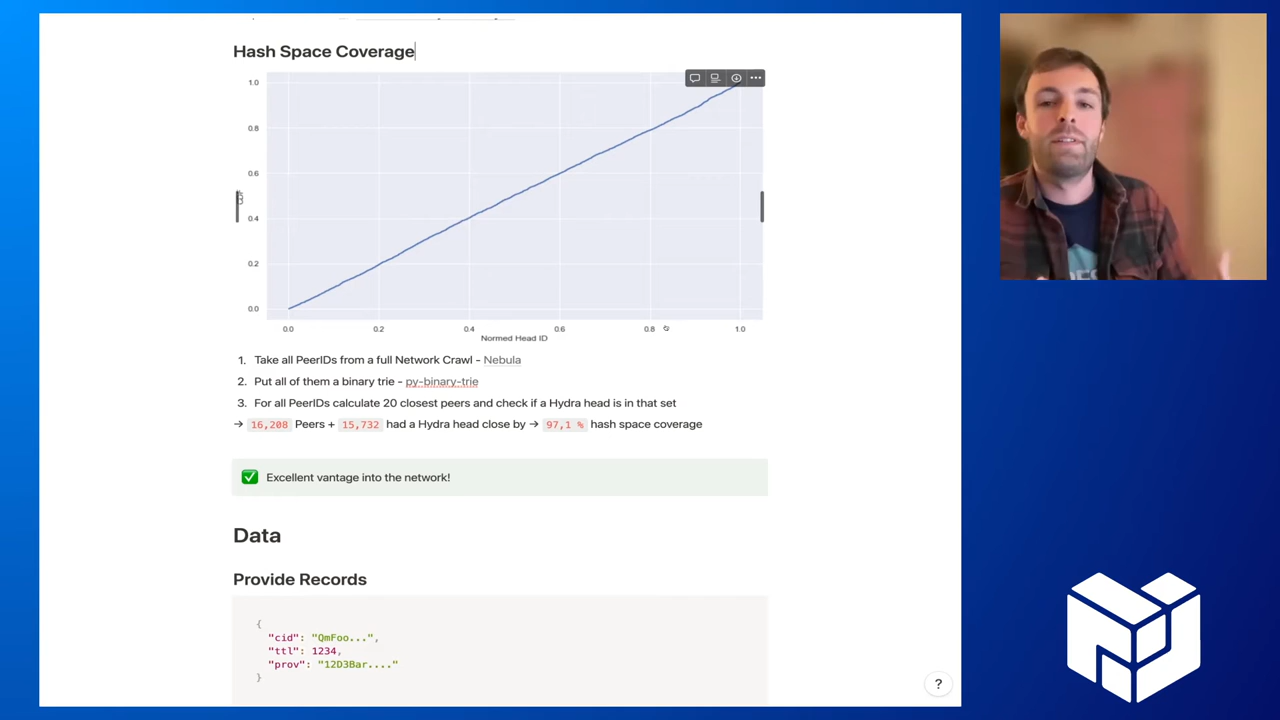 Hash Space Coverage
1.0
0.8
0.6
0.4
0.2
0.0
CDF
0.0 0.2 0.4 0.6 0.8 1.0
Normed Head ID
1. Take all PeerIDs from a full Network Crawl - Nebula
2. Put all of them a binary trie - py-binary-trie
3. For all PeerIDs calculate 20 closest peers and check if a Hydra head is in that set
→ 16,208 Peers + 15,732 had a Hydra head close by → 97,1 % hash space coverage
✅ Excellent vantage into the network!
Data
Provide Records
{
"cid": "QmFoo...",
"ttl": 1234,
"prov": "12D3Bar...."
}
?